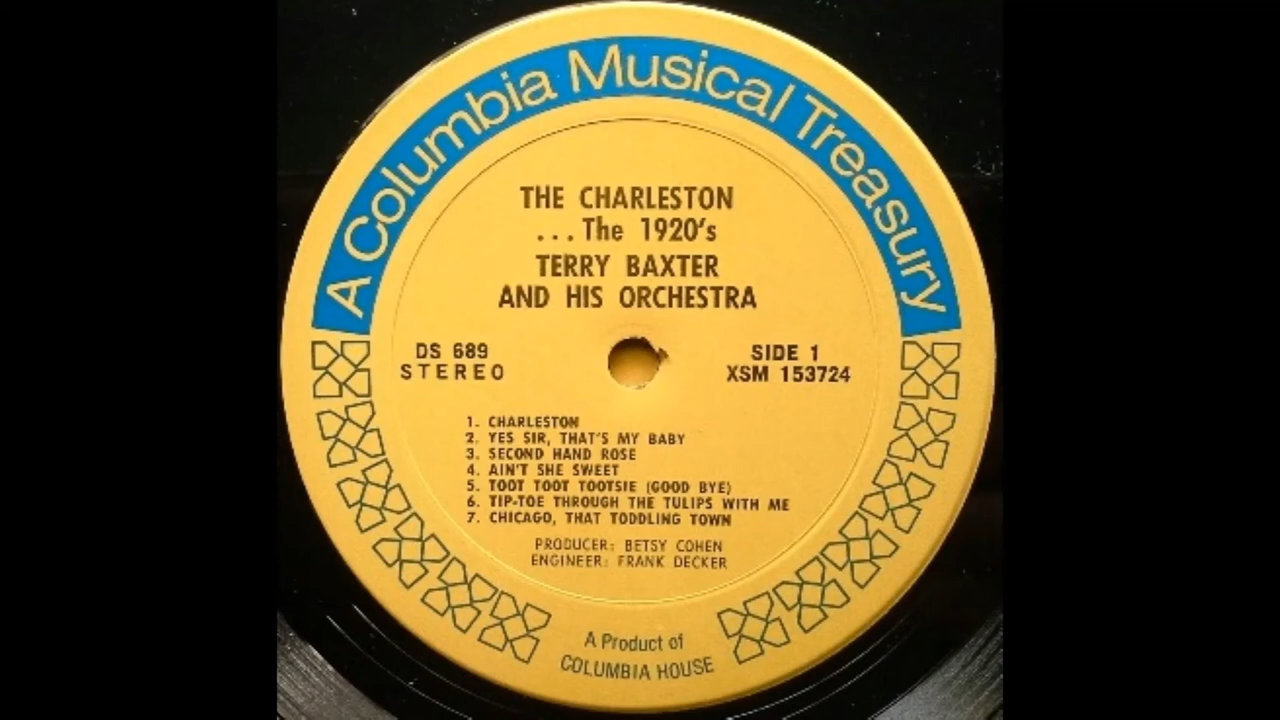 A Columbia Musical Treasury
THE CHARLESTON
...The 1920's
TERRY BAXTER
AND HIS ORCHESTRA
DS 689
STEREO
SIDE 1
XSM 153724
1. CHARLESTON
2. YES SIR, THAT'S MY BABY
3. SECOND HAND ROSE
4. AIN'T SHE SWEET
5. TOOT TOOT TOOTSIE (GOOD BYE)
6. TIP-TOE THROUGH THE TULIPS WITH ME
7. CHICAGO, THAT TODDLING TOWN
PRODUCER: BETSY COHEN
ENGINEER: FRANK DECKER
A Product of
COLUMBIA HOUSE